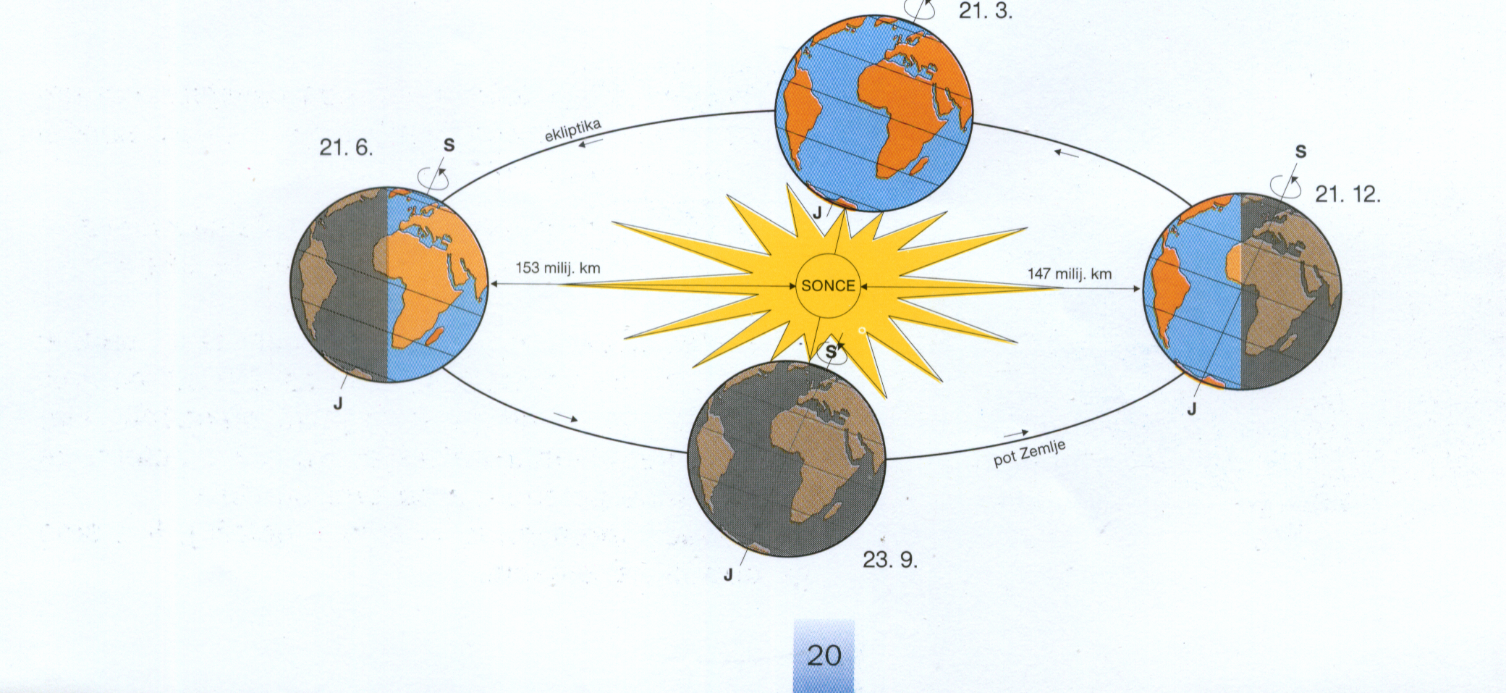 21. 3.
ekliptika
21. 6.
S
S
21. 12.
J
153 milij. km
SONCE
147 milij. km
S
J
J
pot Zemlje
23. 9.
J
20